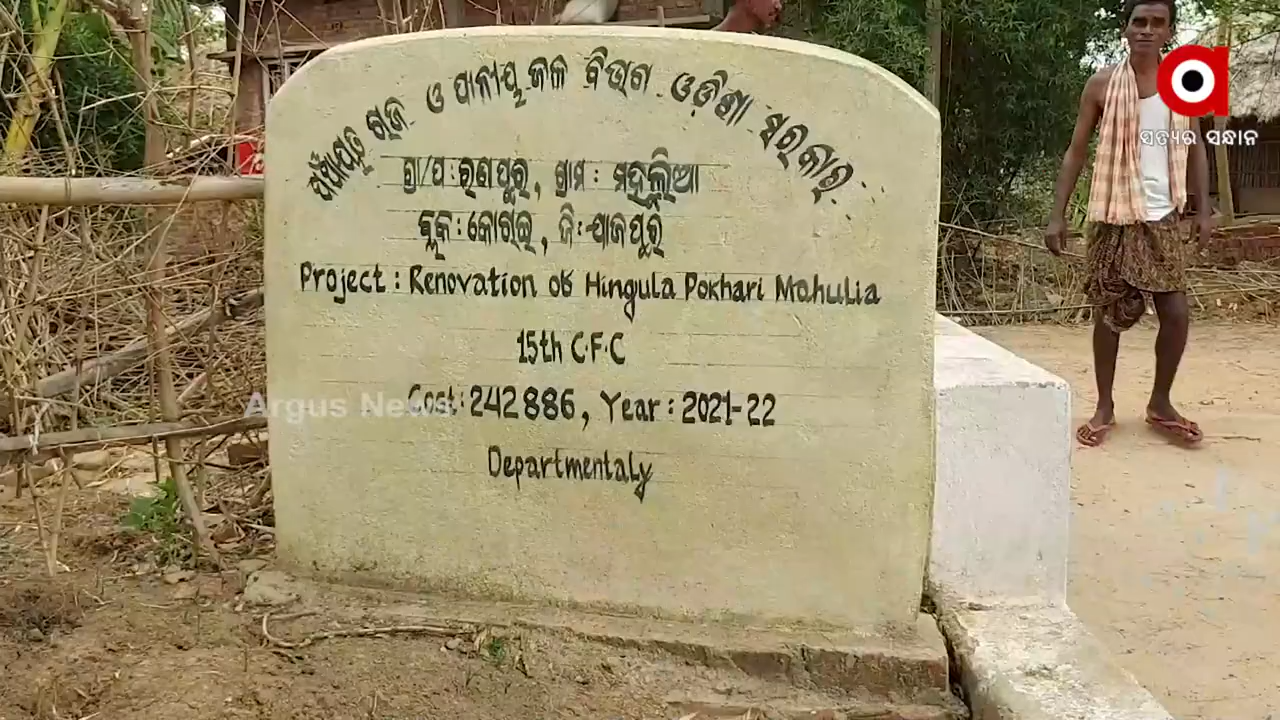 ପଞ୍ଚାୟତ ରାଜ ଓ ପାନୀୟ ଜଳ ବିଭାଗ ଓଡ଼ିଶା ସରକାର
ଗ୍ରା/ପ:ରଣପୁର, ଗ୍ରାମ: ମହୁଲିଆ
ବ୍ଲକ:କୋରାଇ, ଜି:-ଯାଜପୁର
Project : Renovation of Hingula Pokhari Mahulia
15th C.F.C
Cost:242886, Year : 2021-22
Departmentaly
Argus News
ସତ୍ୟର ସନ୍ଧାନ